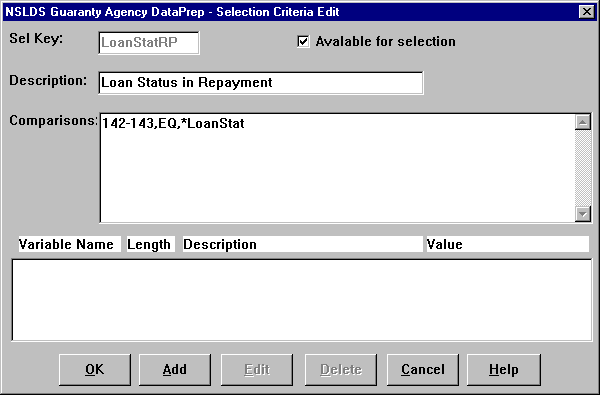 NSLDS Guaranty Agency DataPrep - Selection Criteria Edit
Sel Key: LoanStatRP Avalable for selection
Description: Loan Status in Repayment
Comparisons: 142-143,EQ,*LoanStat
Variable Name Length Description Value
OK Add Edit Delete Cancel Help